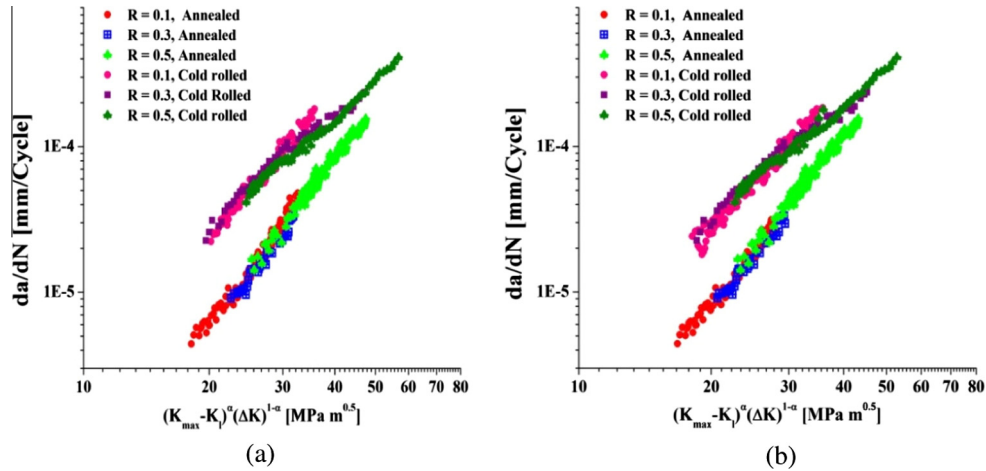 R = 0.1, Annealed
R = 0.3, Annealed
R = 0.5, Annealed
R = 0.1, Cold rolled
R = 0.3, Cold Rolled
R = 0.5, Cold rolled
da/dN [mm/Cycle]
1E-4
1E-5
10 20 30 40 50 60 70 80
(Kmax-Kl)^α(ΔK)^1-α [MPa m^0.5]
(a)
R = 0.1, Annealed
R = 0.3, Annealed
R = 0.5, Annealed
R = 0.1, Cold rolled
R = 0.3, Cold rolled
R = 0.5, Cold rolled
da/dN [mm/Cycle]
1E-4
1E-5
10 20 30 40 50 60 70 80
(Kmax-Kl)^α(ΔK)^1-α [MPa m^0.5]
(b)